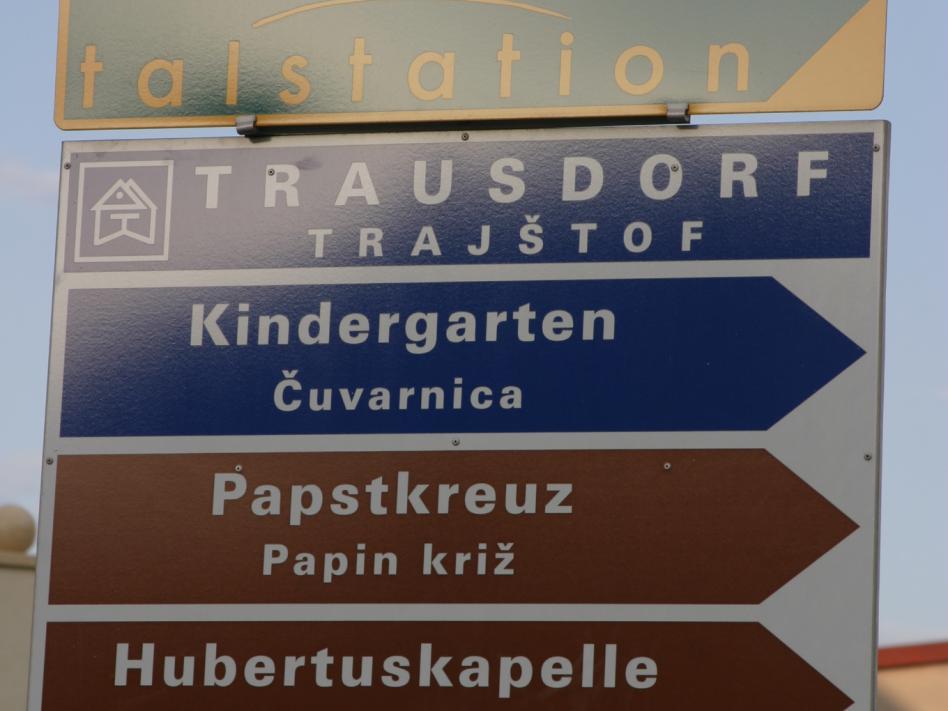 talstation
TRAUSDORF
TRAJŠTOF
Kindergarten
Čuvarnica
Papstkreuz
Papin križ
Hubertuskapelle